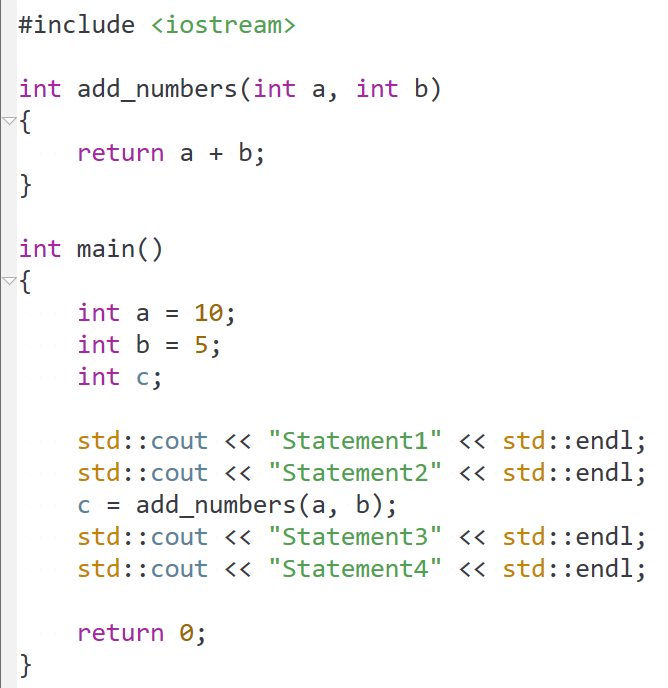 #include <iostream>
int add_numbers(int a, int b)
{
    return a + b;
}
int main()
{
    int a = 10;
    int b = 5;
    int c;
    std::cout << "Statement1" << std::endl;
    std::cout << "Statement2" << std::endl;
    c = add_numbers(a, b);
    std::cout << "Statement3" << std::endl;
    std::cout << "Statement4" << std::endl;
    return 0;
}